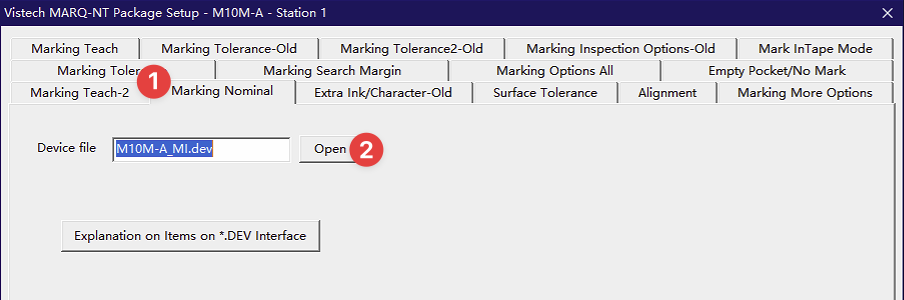 Vistech MARQ-NT Package Setup - M10M-A - Station 1
Marking Teach Marking Tolerance-Old Marking Tolerance2-Old Marking Inspection Options-Old Mark InTape Mode
Marking Toler Marking Search Margin Marking Options All Empty Pocket/No Mark
1
Marking Teach-2 Marking Nominal Extra Ink/Character-Old Surface Tolerance Alignment Marking More Options
Device file M10M-A_MI.dev Open 2
Explanation on Items on *.DEV Interface